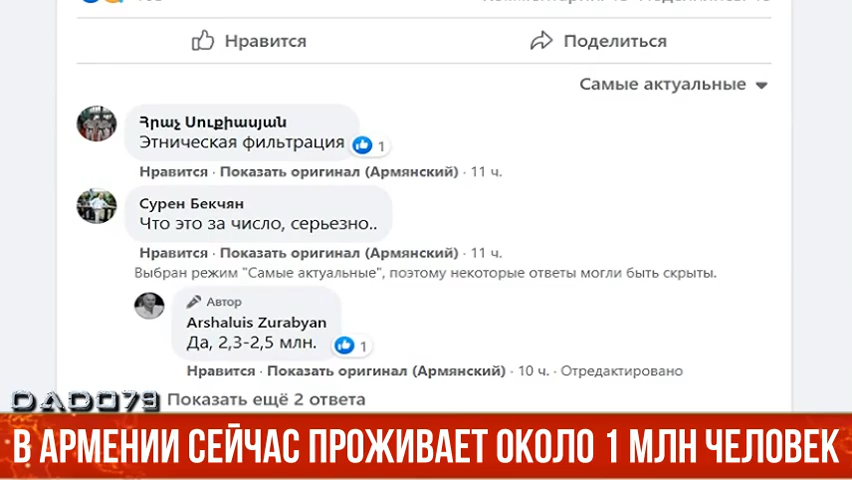 Нравится
Поделиться
Самые актуальные
Հրաչ Սուքիասյան
Этническая фильтрация 1
Нравится · Показать оригинал (Армянский) · 11 ч.
Сурен Бекчян
Что это за число, серьезно..
Нравится · Показать оригинал (Армянский) · 11 ч.
Выбран режим "Самые актуальные", поэтому некоторые ответы могли быть скрыты.
Автор
Arshaluis Zurabyan
Да, 2,3-2,5 млн. 1
Нравится · Показать оригинал (Армянский) · 10 ч. · Отредактировано
DADO79
Показать ещё 2 ответа
В АРМЕНИИ СЕЙЧАС ПРОЖИВАЕТ ОКОЛО 1 МЛН ЧЕЛОВЕК